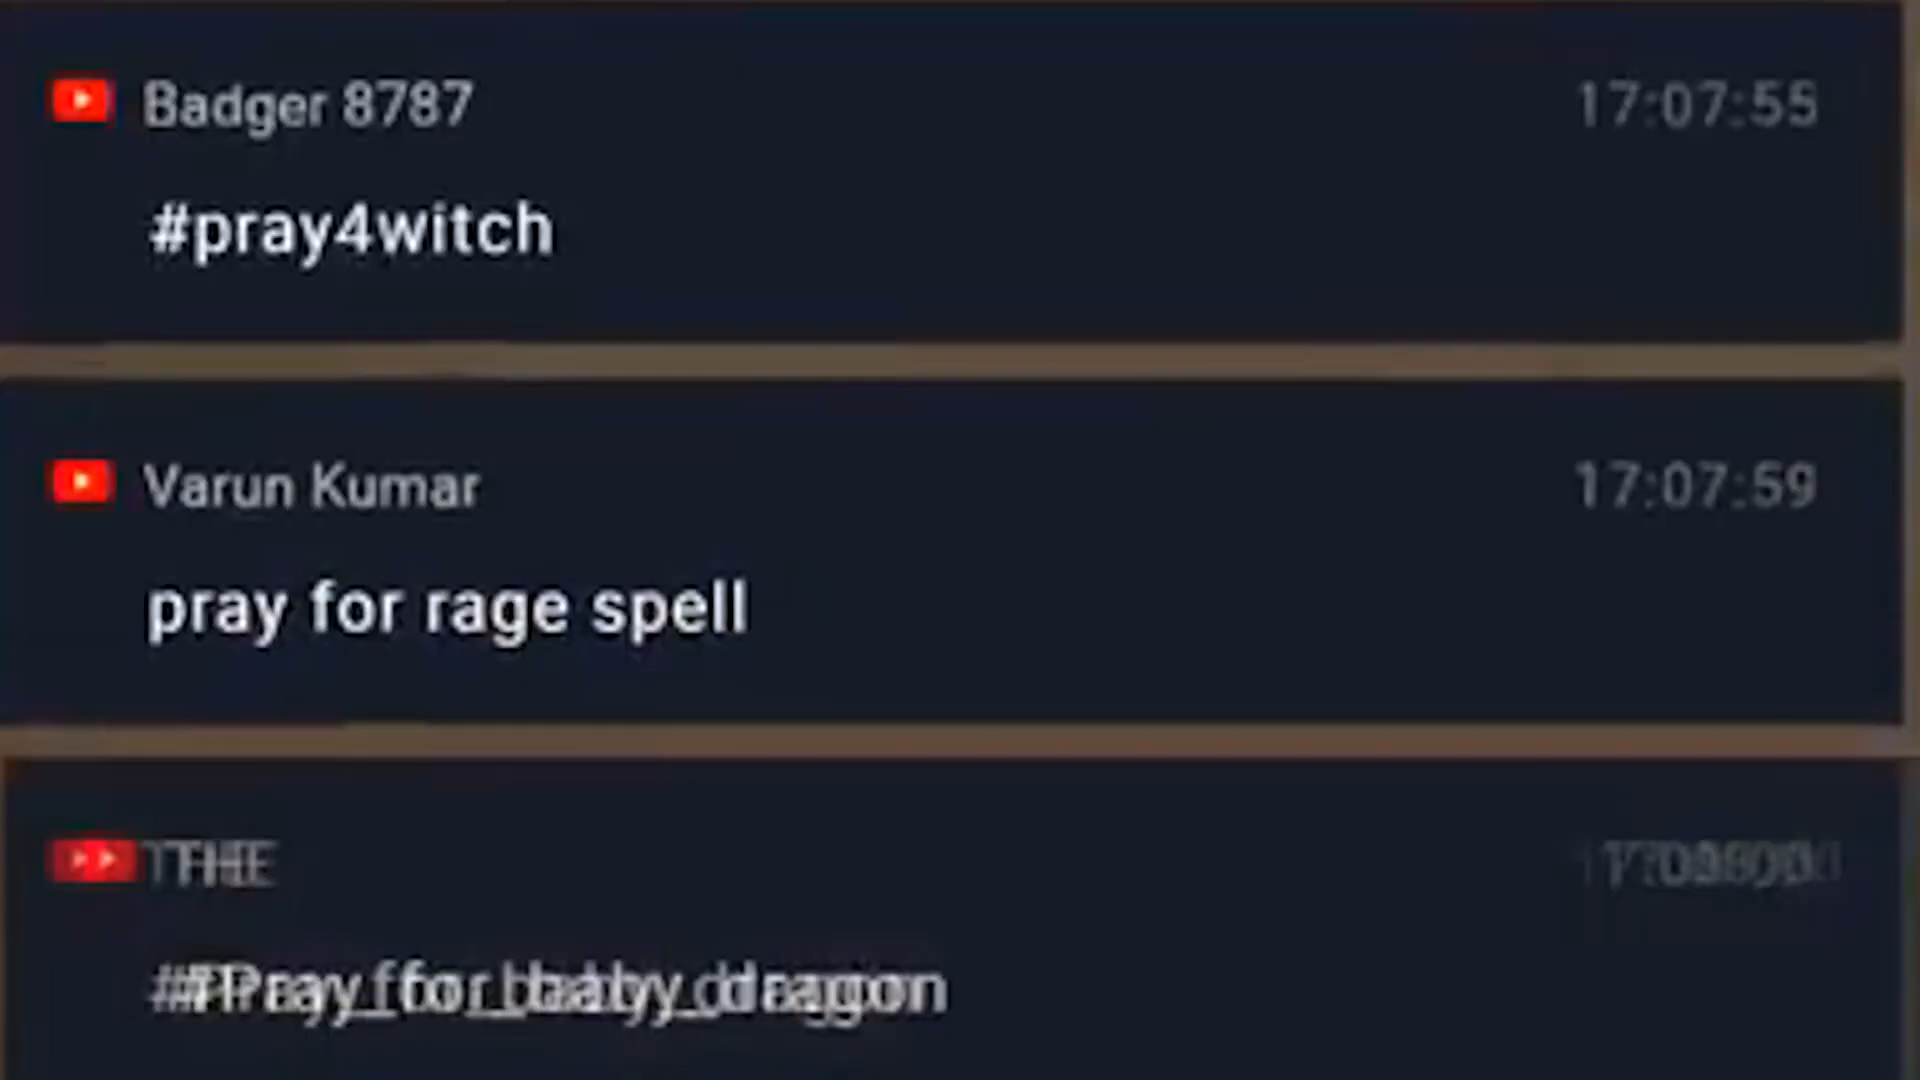 Badger 8787 17:07:55
#pray4witch
Varun Kumar 17:07:59
pray for rage spell
THE
#Pray_for_baby_dragon